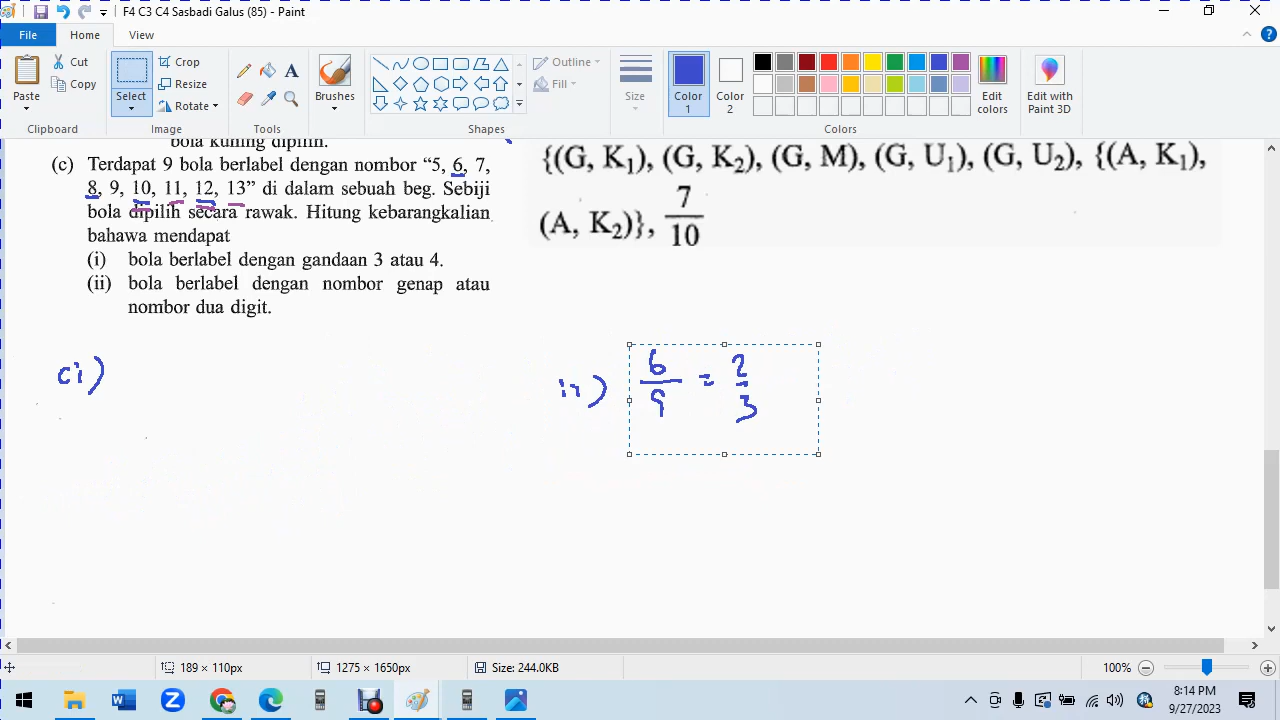 F4 C3 C4 Sasbadi Galus (85) - Paint
File Home View
Paste Cut Copy Clipboard
Select Crop Resize Rotate Image
A Tools
Brushes
Outline Fill Shapes
Size
Color 1 Color 2 Edit colors Colors
Edit with Paint 3D
bola kuning dipilih.
(c) Terdapat 9 bola berlabel dengan nombor “5, 6, 7,
8, 9, 10, 11, 12, 13” di dalam sebuah beg. Sebiji
bola dipilih secara rawak. Hitung kebarangkalian
bahawa mendapat
(i) bola berlabel dengan gandaan 3 atau 4.
(ii) bola berlabel dengan nombor genap atau
nombor dua digit.
{(G, K₁), (G, K₂), (G, M), (G, U₁), (G, U₂), {(A, K₁),
(A, K₂)}, 7/10
ci)
ii) 6/9 = 2/3
189 × 110px 1275 × 1650px Size: 244.0KB 100%
8:14 PM
9/27/2023